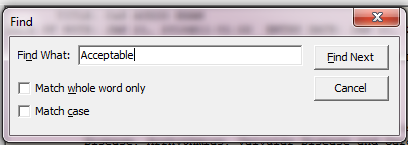 Find
Find What: Acceptable Find Next
Match whole word only Cancel
Match case